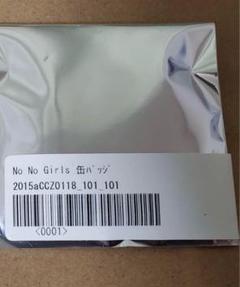 No No Girls 缶ﾊﾞｯｼﾞ
2015aCCZ0118_101_101
<0001>